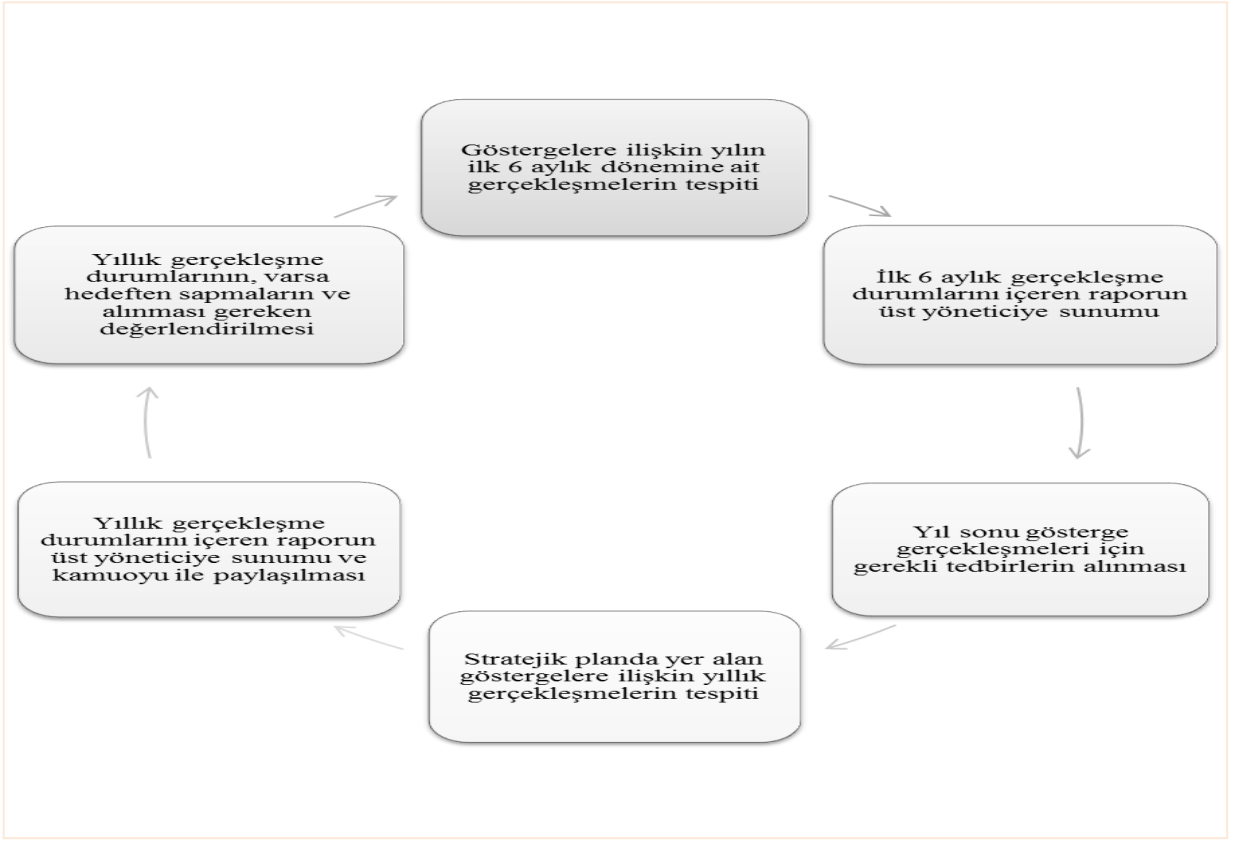 Göstergelere ilişkin yılın
ilk 6 aylık dönemine ait
gerçekleşmelerin tespiti
İlk 6 aylık gerçekleşme
durumlarını içeren raporun
üst yöneticiye sunumu
Yıl sonu gösterge
gerçekleşmeleri için
gerekli tedbirlerin alınması
Stratejik planda yer alan
göstergelere ilişkin yıllık
gerçekleşmelerin tespiti
Yıllık gerçekleşme
durumlarını içeren raporun
üst yöneticiye sunumu ve
kamuoyu ile paylaşılması
Yıllık gerçekleşme
durumlarının, varsa
hedeften sapmaların ve
alınması gereken
değerlendirilmesi